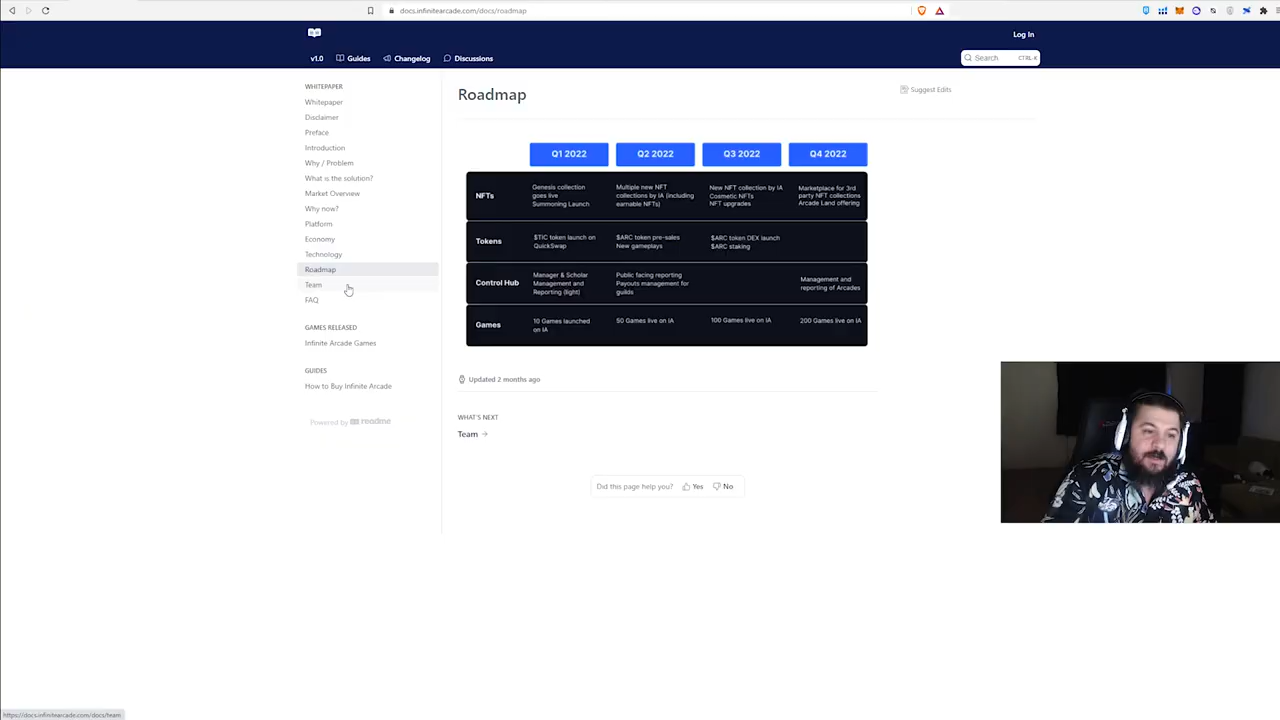 docs.infinitearcade.com/docs/roadmap
Log In
v1.0
Guides
Changelog
Discussions
Search
CTRL-K
WHITEPAPER
Whitepaper
Disclaimer
Preface
Introduction
Why / Problem
What is the solution?
Market Overview
Why now?
Platform
Economy
Technology
Roadmap
Team
FAQ
GAMES RELEASED
Infinite Arcade Games
GUIDES
How to Buy Infinite Arcade
Powered by readme
Roadmap
Suggest Edits
Q1 2022
Q2 2022
Q3 2022
Q4 2022
NFTs
Genesis collection
goes live
Summoning Launch
Multiple new NFT
collections by IA (including
earnable NFTs)
New NFT collection by IA
Cosmetic NFTs
NFT upgrades
Marketplace for 3rd
party NFT collections
Arcade Land offering
Tokens
$TIC token launch on
QuickSwap
$ARC token pre-sales
New gameplays
$ARC token DEX launch
$ARC staking
Control Hub
Manager & Scholar
Management and
Reporting (light)
Public facing reporting
Payouts management for
guilds
Management and
reporting of Arcades
Games
10 Games launched
on IA
50 Games live on IA
100 Games live on IA
200 Games live on IA
Updated 2 months ago
WHAT'S NEXT
Team
Did this page help you?
Yes
No
https://docs.infinitearcade.com/docs/team